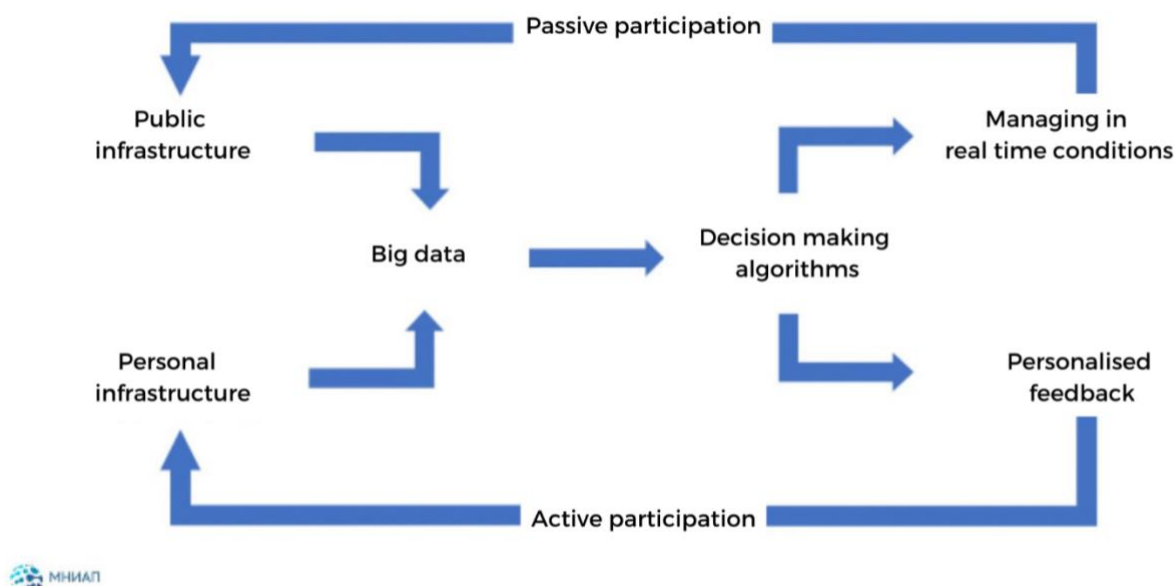 Passive participation
Public
infrastructure
Managing in
real time conditions
Big data
Decision making
algorithms
Personal
infrastructure
Personalised
feedback
Active participation
МНИАП